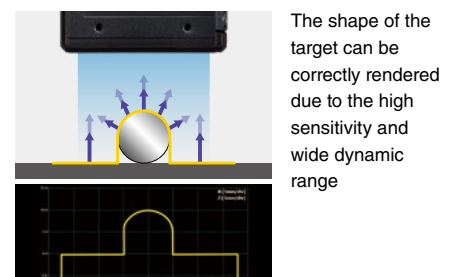 The shape of the
target can be
correctly rendered
due to the high
sensitivity and
wide dynamic
range